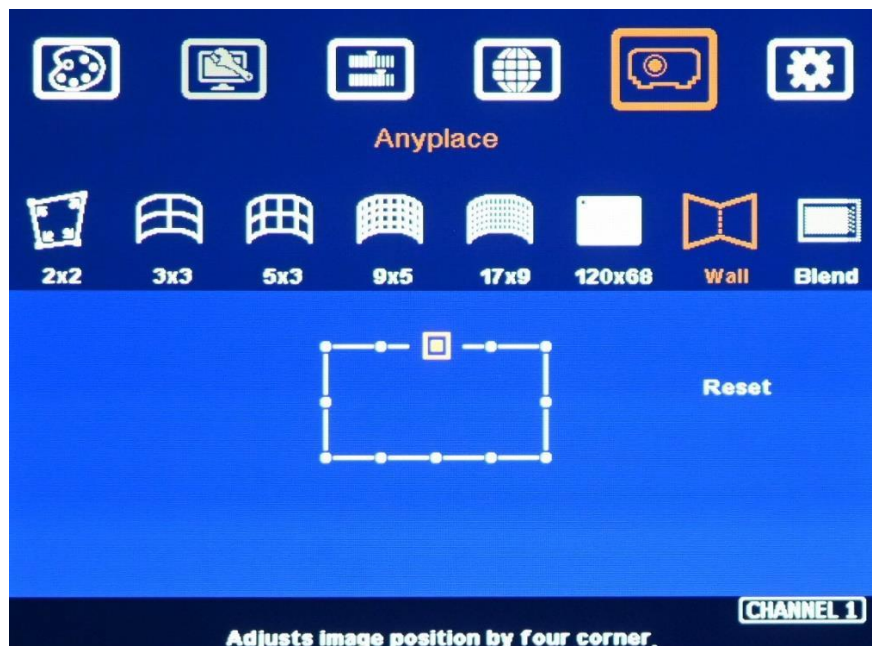 Anyplace
2x2 3x3 5x3 9x5 17x9 120x68 Wall Blend
Reset
CHANNEL 1
Adjusts image position by four corner.